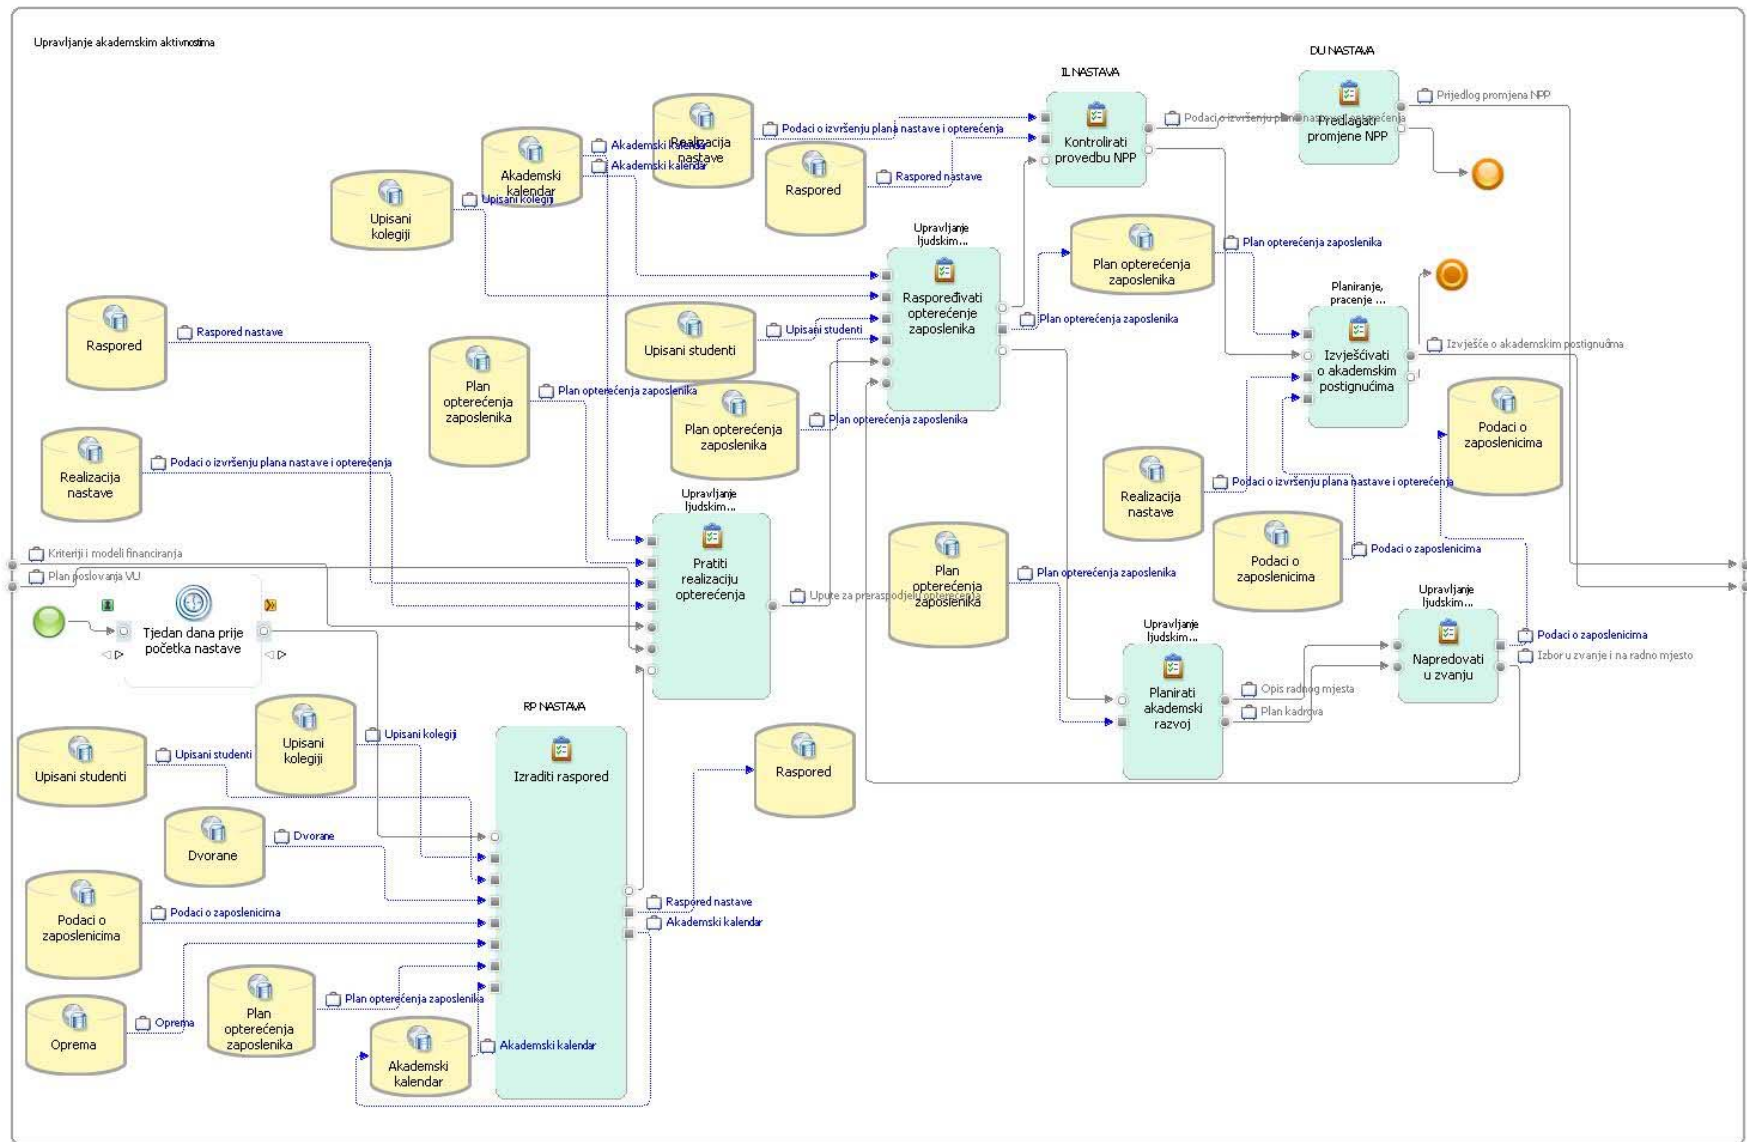 Upravljanje akademskim aktivnostima
DU NASTAVA
IL NASTAVA
Prijedlog promjena NPP
Podaci o izvršenju plana nastave i opterećenja
Predlagati
promjene NPP
Kontrolirati
provedbu NPP
Podaci o izvršenju plana nastave i opterećenja
Realizacija
nastave
Akademski kalendar
Akademski kalendar
Akademski
kalendar
Raspored
Raspored nastave
Upisani kolegiji
Upisani
kolegiji
Upravljanje
ljudskim...
Raspoređivati
opterećenje
zaposlenika
Plan opterećenja
zaposlenika
Plan opterećenja zaposlenika
Plan opterećenja zaposlenika
Planiranje,
pracenje ...
Izvješćivati
o akademskim
postignućima
Izvješće o akademskim postignućima
Raspored
Raspored nastave
Upisani studenti
Upisani studenti
Plan
opterećenja
zaposlenika
Plan opterećenja zaposlenika
Plan opterećenja
zaposlenika
Plan opterećenja zaposlenika
Podaci o
zaposlenicima
Realizacija
nastave
Podaci o izvršenju plana nastave i opterećenja
Realizacija
nastave
Podaci o izvršenju plana nastave i opterećenja
Upravljanje
ljudskim...
Pratiti
realizaciju
opterećenja
Upute za preraspodjelu opterećenja
Plan
opterećenja
zaposlenika
Plan opterećenja zaposlenika
Podaci o
zaposlenicima
Podaci o zaposlenicima
Kriteriji i modeli financiranja
Plan poslovanja VU
Tjedan dana prije
početka nastave
Upravljanje
ljudskim...
Planirati
akademski
razvoj
Opis radnog mjesta
Plan kadrova
Upravljanje
ljudskim...
Napredovati
u zvanju
Podaci o zaposlenicima
Izbor u zvanje i na radno mjesto
RP NASTAVA
Izraditi raspored
Upisani
kolegiji
Upisani kolegiji
Upisani studenti
Upisani studenti
Raspored
Dvorane
Dvorane
Podaci o
zaposlenicima
Podaci o zaposlenicima
Raspored nastave
Akademski kalendar
Oprema
Oprema
Plan
opterećenja
zaposlenika
Plan opterećenja zaposlenika
Akademski
kalendar
Akademski kalendar